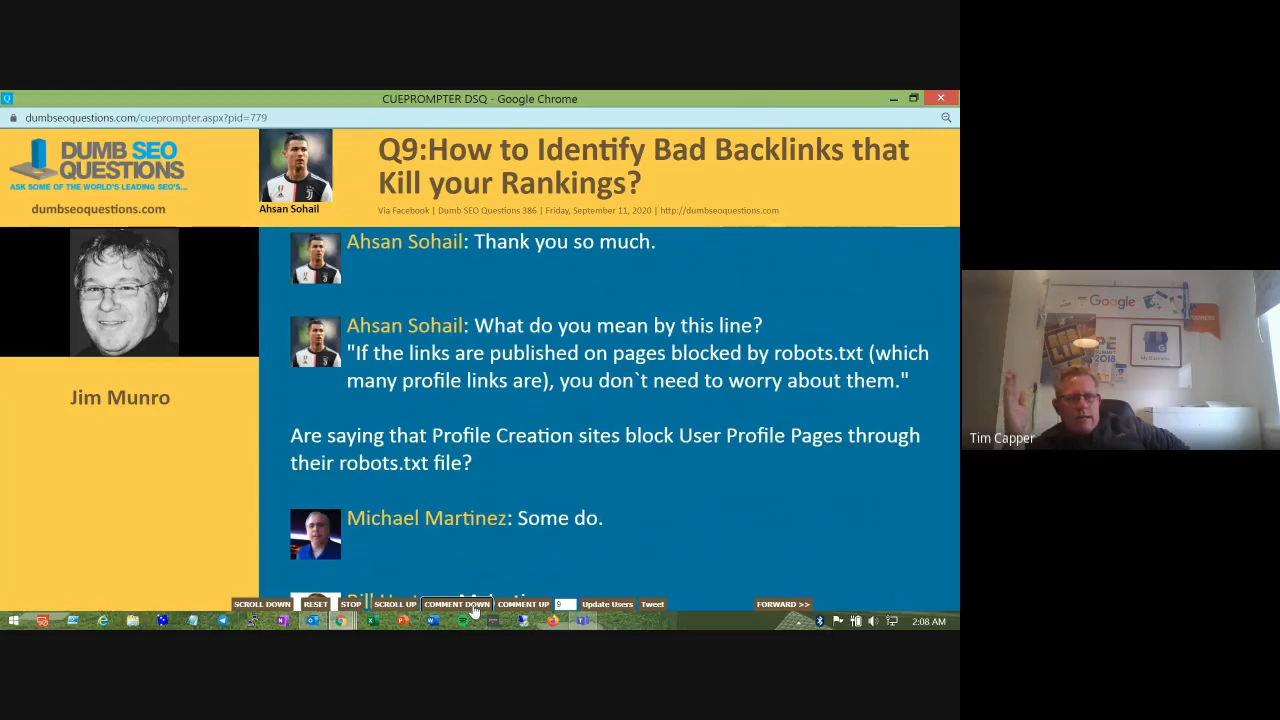 CUEPROMPTER DSQ - Google Chrome
dumbseoquestions.com/cueprompter.aspx?pid=779
DUMB SEO
QUESTIONS
ASK SOME OF THE WORLD'S LEADING SEO'S...
dumbseoquestions.com
Ahsan Sohail
Q9:How to Identify Bad Backlinks that
Kill your Rankings?
Via Facebook | Dumb SEO Questions 386 | Friday, September 11, 2020 | http://dumbseoquestions.com
Jim Munro
Ahsan Sohail: Thank you so much.
Ahsan Sohail: What do you mean by this line?
"If the links are published on pages blocked by robots.txt (which
many profile links are), you don`t need to worry about them."
Are saying that Profile Creation sites block User Profile Pages through
their robots.txt file?
Michael Martinez: Some do.
SCROLL DOWN RESET STOP SCROLL UP COMMENT DOWN COMMENT UP 9 Update Users Tweet FORWARD >>
2:08 AM
Google
My Business
2018
Tim Capper